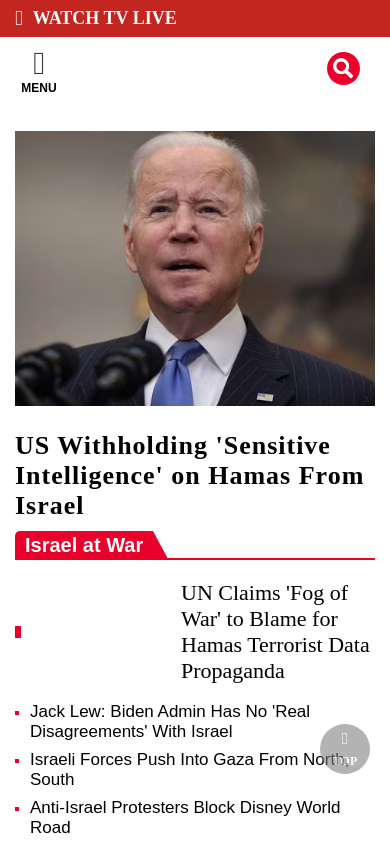 WATCH TV LIVE
MENU
US Withholding 'Sensitive
Intelligence' on Hamas From
Israel
Israel at War
UN Claims 'Fog of
War' to Blame for
Hamas Terrorist Data
Propaganda
Jack Lew: Biden Admin Has No 'Real
Disagreements' With Israel
Israeli Forces Push Into Gaza From North,
South
TOP
Anti-Israel Protesters Block Disney World
Road